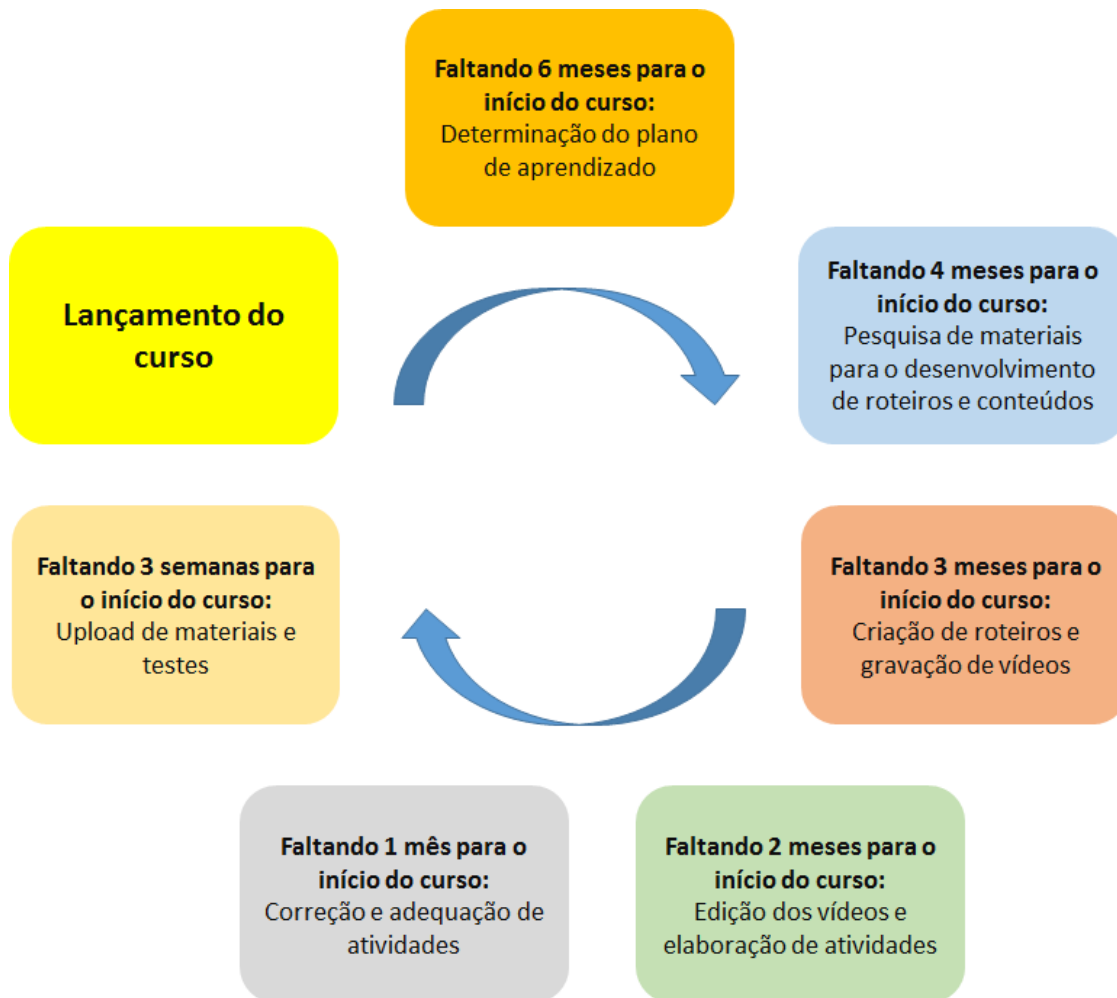 Faltando 6 meses para o
início do curso:
Determinação do plano
de aprendizado
Faltando 4 meses para o
início do curso:
Pesquisa de materiais
para o desenvolvimento
de roteiros e conteúdos
Faltando 3 meses para o
início do curso:
Criação de roteiros e
gravação de vídeos
Faltando 2 meses para o
início do curso:
Edição dos vídeos e
elaboração de atividades
Faltando 1 mês para o
início do curso:
Correção e adequação de
atividades
Faltando 3 semanas para
o início do curso:
Upload de materiais e
testes
Lançamento do
curso